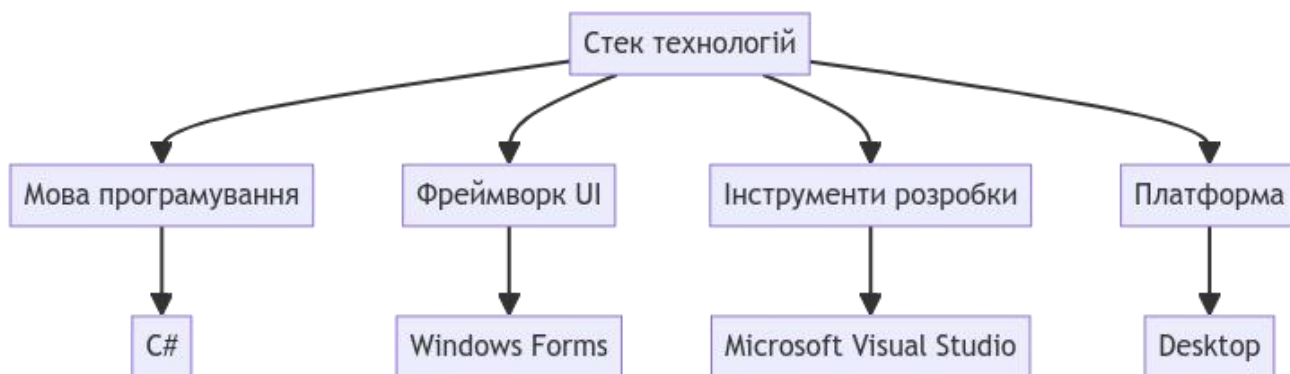 Стек технологій
Мова програмування
Фреймворк UI
Інструменти розробки
Платформа
C#
Windows Forms
Microsoft Visual Studio
Desktop